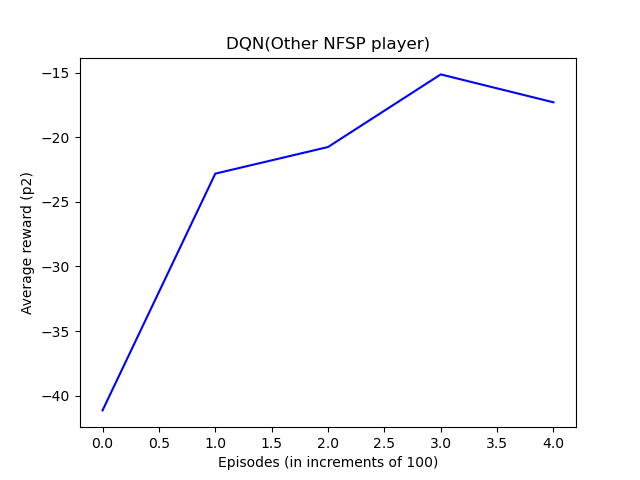 DQN(Other NFSP player)
−15
−20
−25
−30
−35
−40
Average reward (p2)
0.0 0.5 1.0 1.5 2.0 2.5 3.0 3.5 4.0
Episodes (in increments of 100)